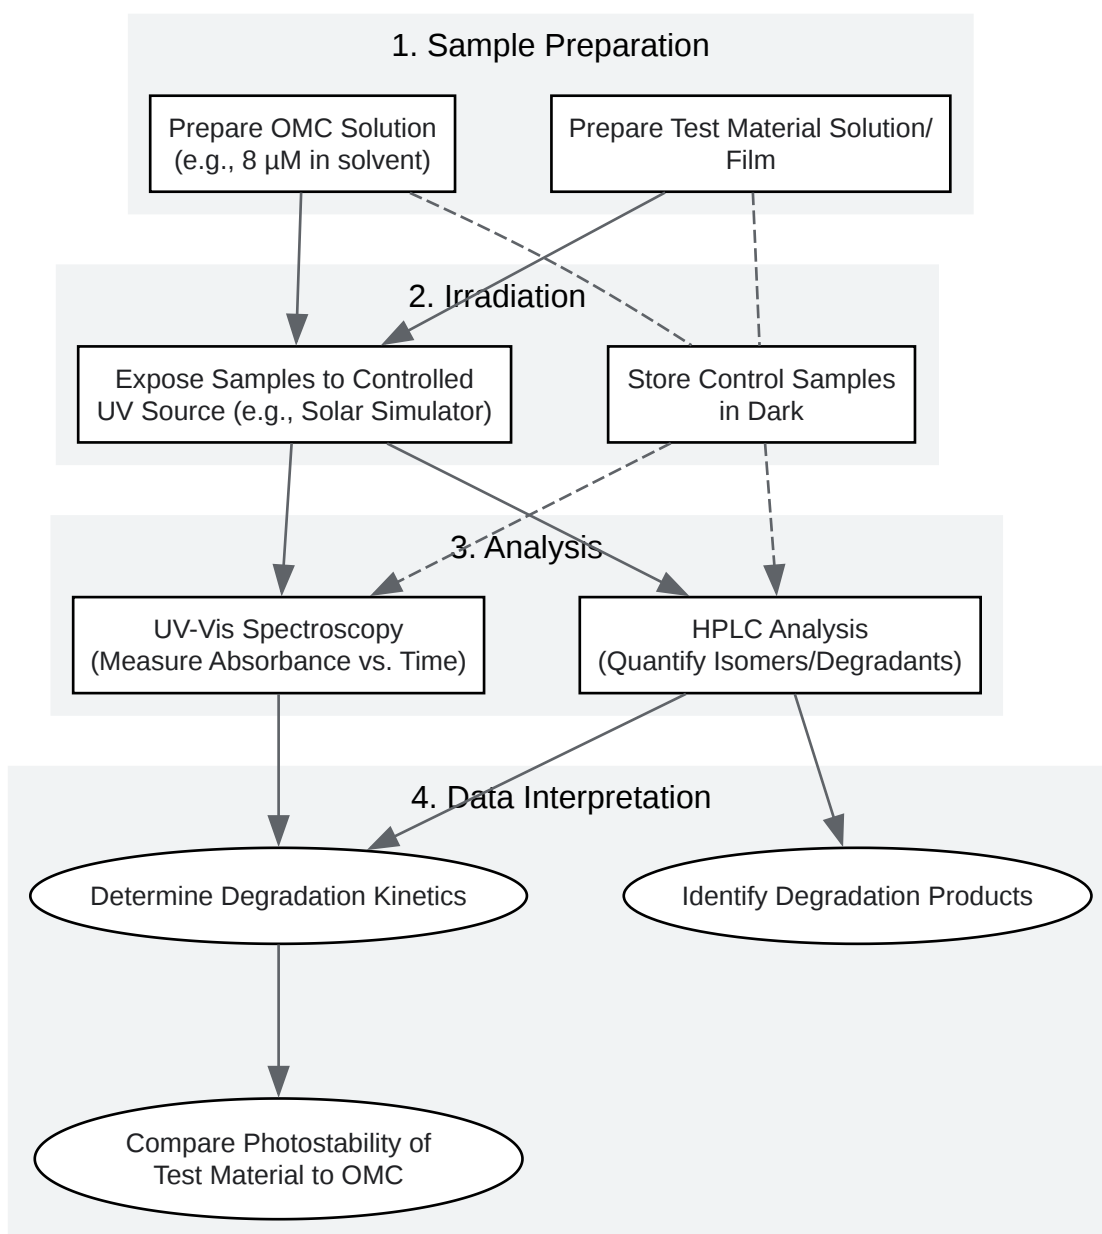 1. Sample Preparation
Prepare OMC Solution
(e.g., 8 µM in solvent)
Prepare Test Material Solution/
Film
2. Irradiation
Expose Samples to Controlled
UV Source (e.g., Solar Simulator)
Store Control Samples
in Dark
3. Analysis
UV-Vis Spectroscopy
(Measure Absorbance vs. Time)
HPLC Analysis
(Quantify Isomers/Degradants)
4. Data Interpretation
Determine Degradation Kinetics
Identify Degradation Products
Compare Photostability of
Test Material to OMC